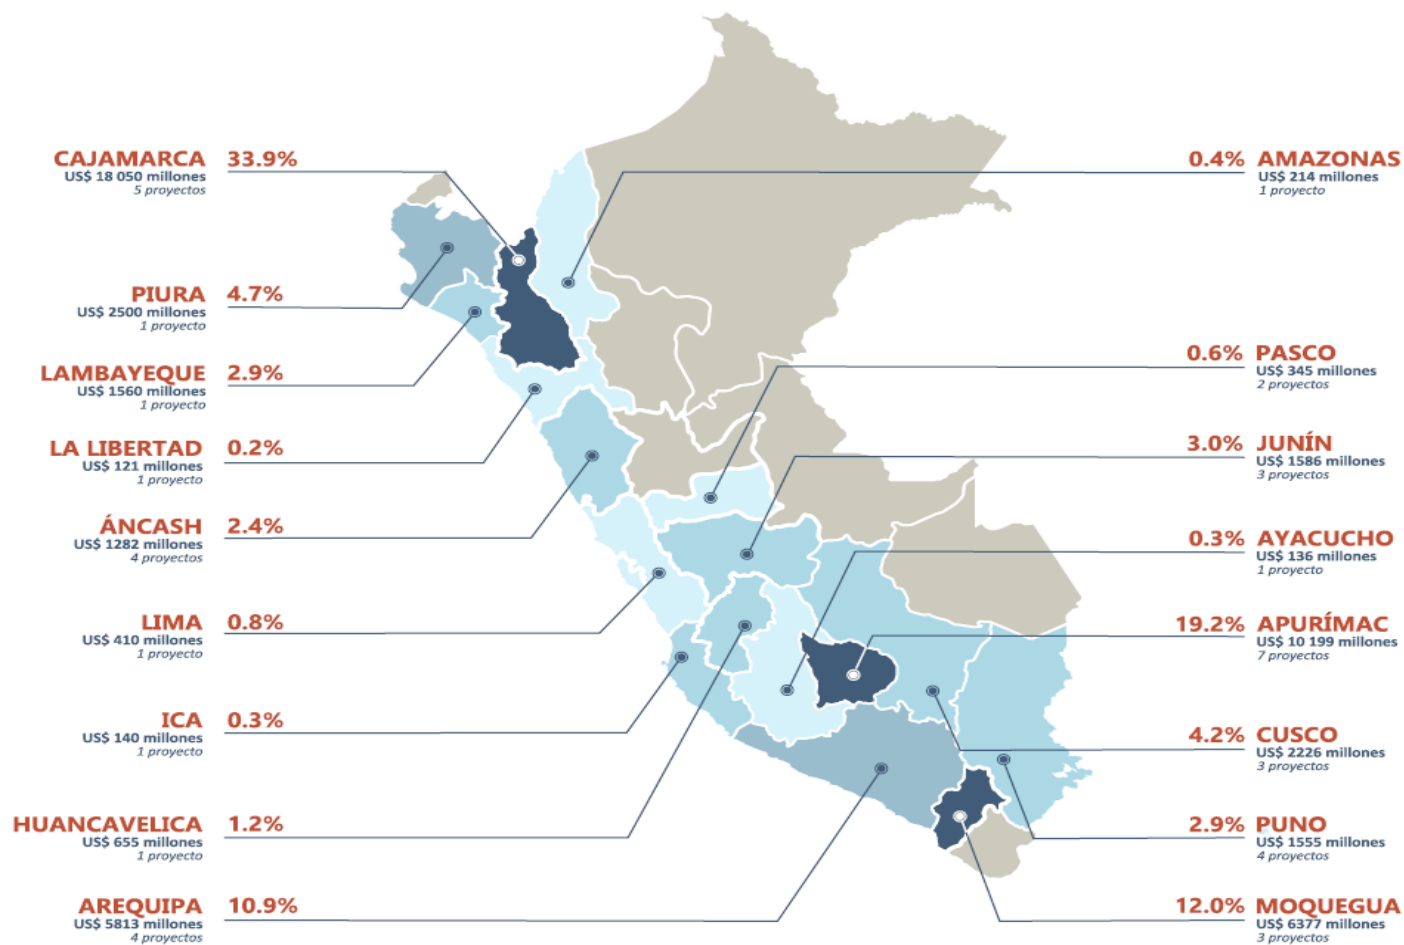 CAJAMARCA 33.9%
US$ 18 050 millones
5 proyectos
PIURA 4.7%
US$ 2500 millones
1 proyecto
LAMBAYEQUE 2.9%
US$ 1560 millones
1 proyecto
LA LIBERTAD 0.2%
US$ 121 millones
1 proyecto
ÁNCASH 2.4%
US$ 1282 millones
4 proyectos
LIMA 0.8%
US$ 410 millones
1 proyecto
ICA 0.3%
US$ 140 millones
1 proyecto
HUANCAVELICA 1.2%
US$ 655 millones
1 proyecto
AREQUIPA 10.9%
US$ 5813 millones
4 proyectos
0.4% AMAZONAS
US$ 214 millones
1 proyecto
0.6% PASCO
US$ 345 millones
2 proyectos
3.0% JUNÍN
US$ 1586 millones
3 proyectos
0.3% AYACUCHO
US$ 136 millones
1 proyecto
19.2% APURÍMAC
US$ 10 199 millones
7 proyectos
4.2% CUSCO
US$ 2226 millones
3 proyectos
2.9% PUNO
US$ 1555 millones
4 proyectos
12.0% MOQUEGUA
US$ 6377 millones
3 proyectos